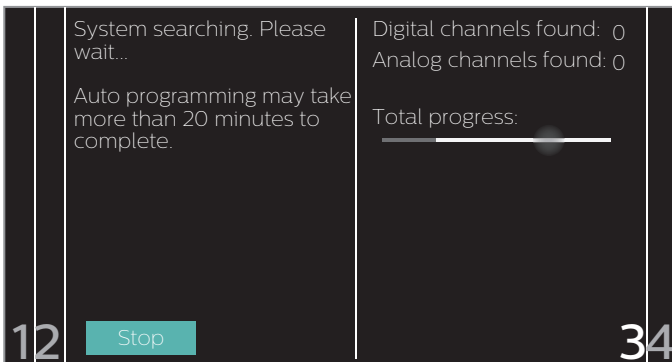 System searching. Please
wait...
Auto programming may take
more than 20 minutes to
complete.
Digital channels found: 0
Analog channels found: 0
Total progress:
12
Stop
34